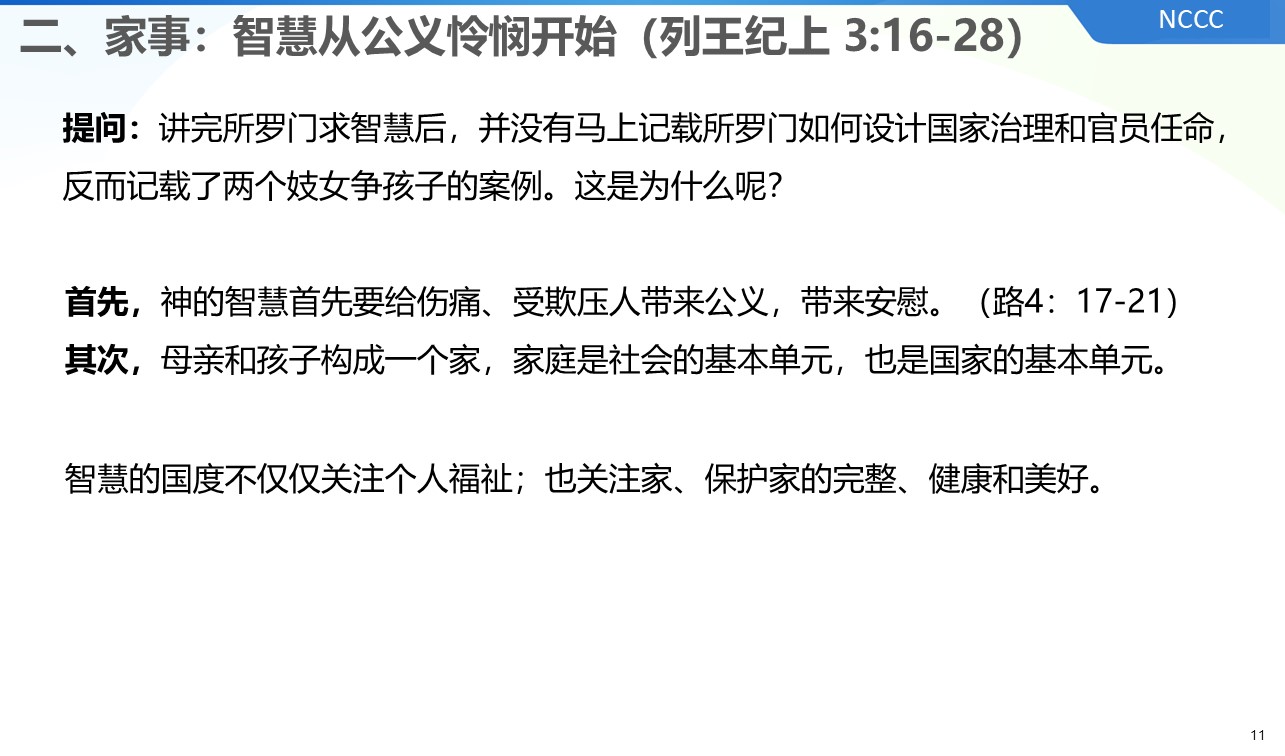 NCCC
二、家事：智慧从公义怜悯开始（列王纪上 3:16-28）
提问：讲完所罗门求智慧后，并没有马上记载所罗门如何设计国家治理和官员任命，
反而记载了两个妓女争孩子的案例。这是为什么呢？
首先，神的智慧首先要给伤痛、受欺压人带来公义，带来安慰。（路4：17-21）
其次，母亲和孩子构成一个家，家庭是社会的基本单元，也是国家的基本单元。
智慧的国度不仅仅关注个人福祉；也关注家、保护家的完整、健康和美好。
11